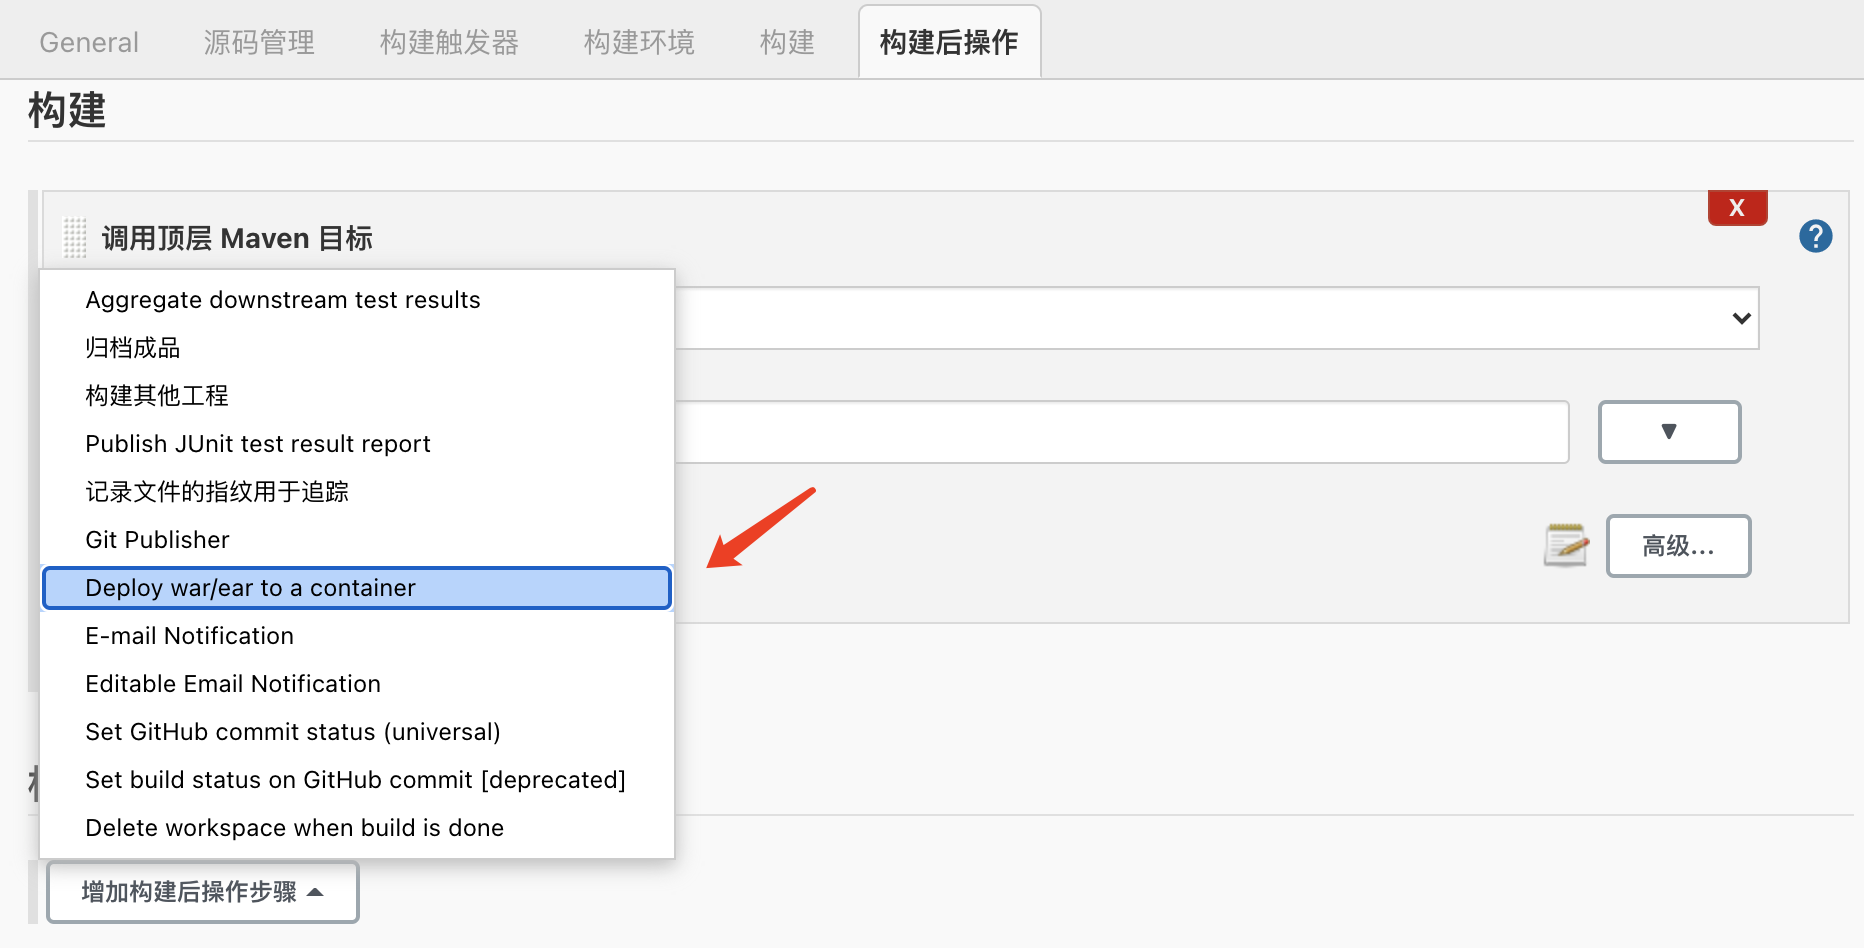 General 源码管理 构建触发器 构建环境 构建 构建后操作
构建
X
调用顶层 Maven 目标
?
Aggregate downstream test results
归档成品
构建其他工程
Publish JUnit test result report
记录文件的指纹用于追踪
Git Publisher
高级...
Deploy war/ear to a container
E-mail Notification
Editable Email Notification
Set GitHub commit status (universal)
Set build status on GitHub commit [deprecated]
Delete workspace when build is done
增加构建后操作步骤